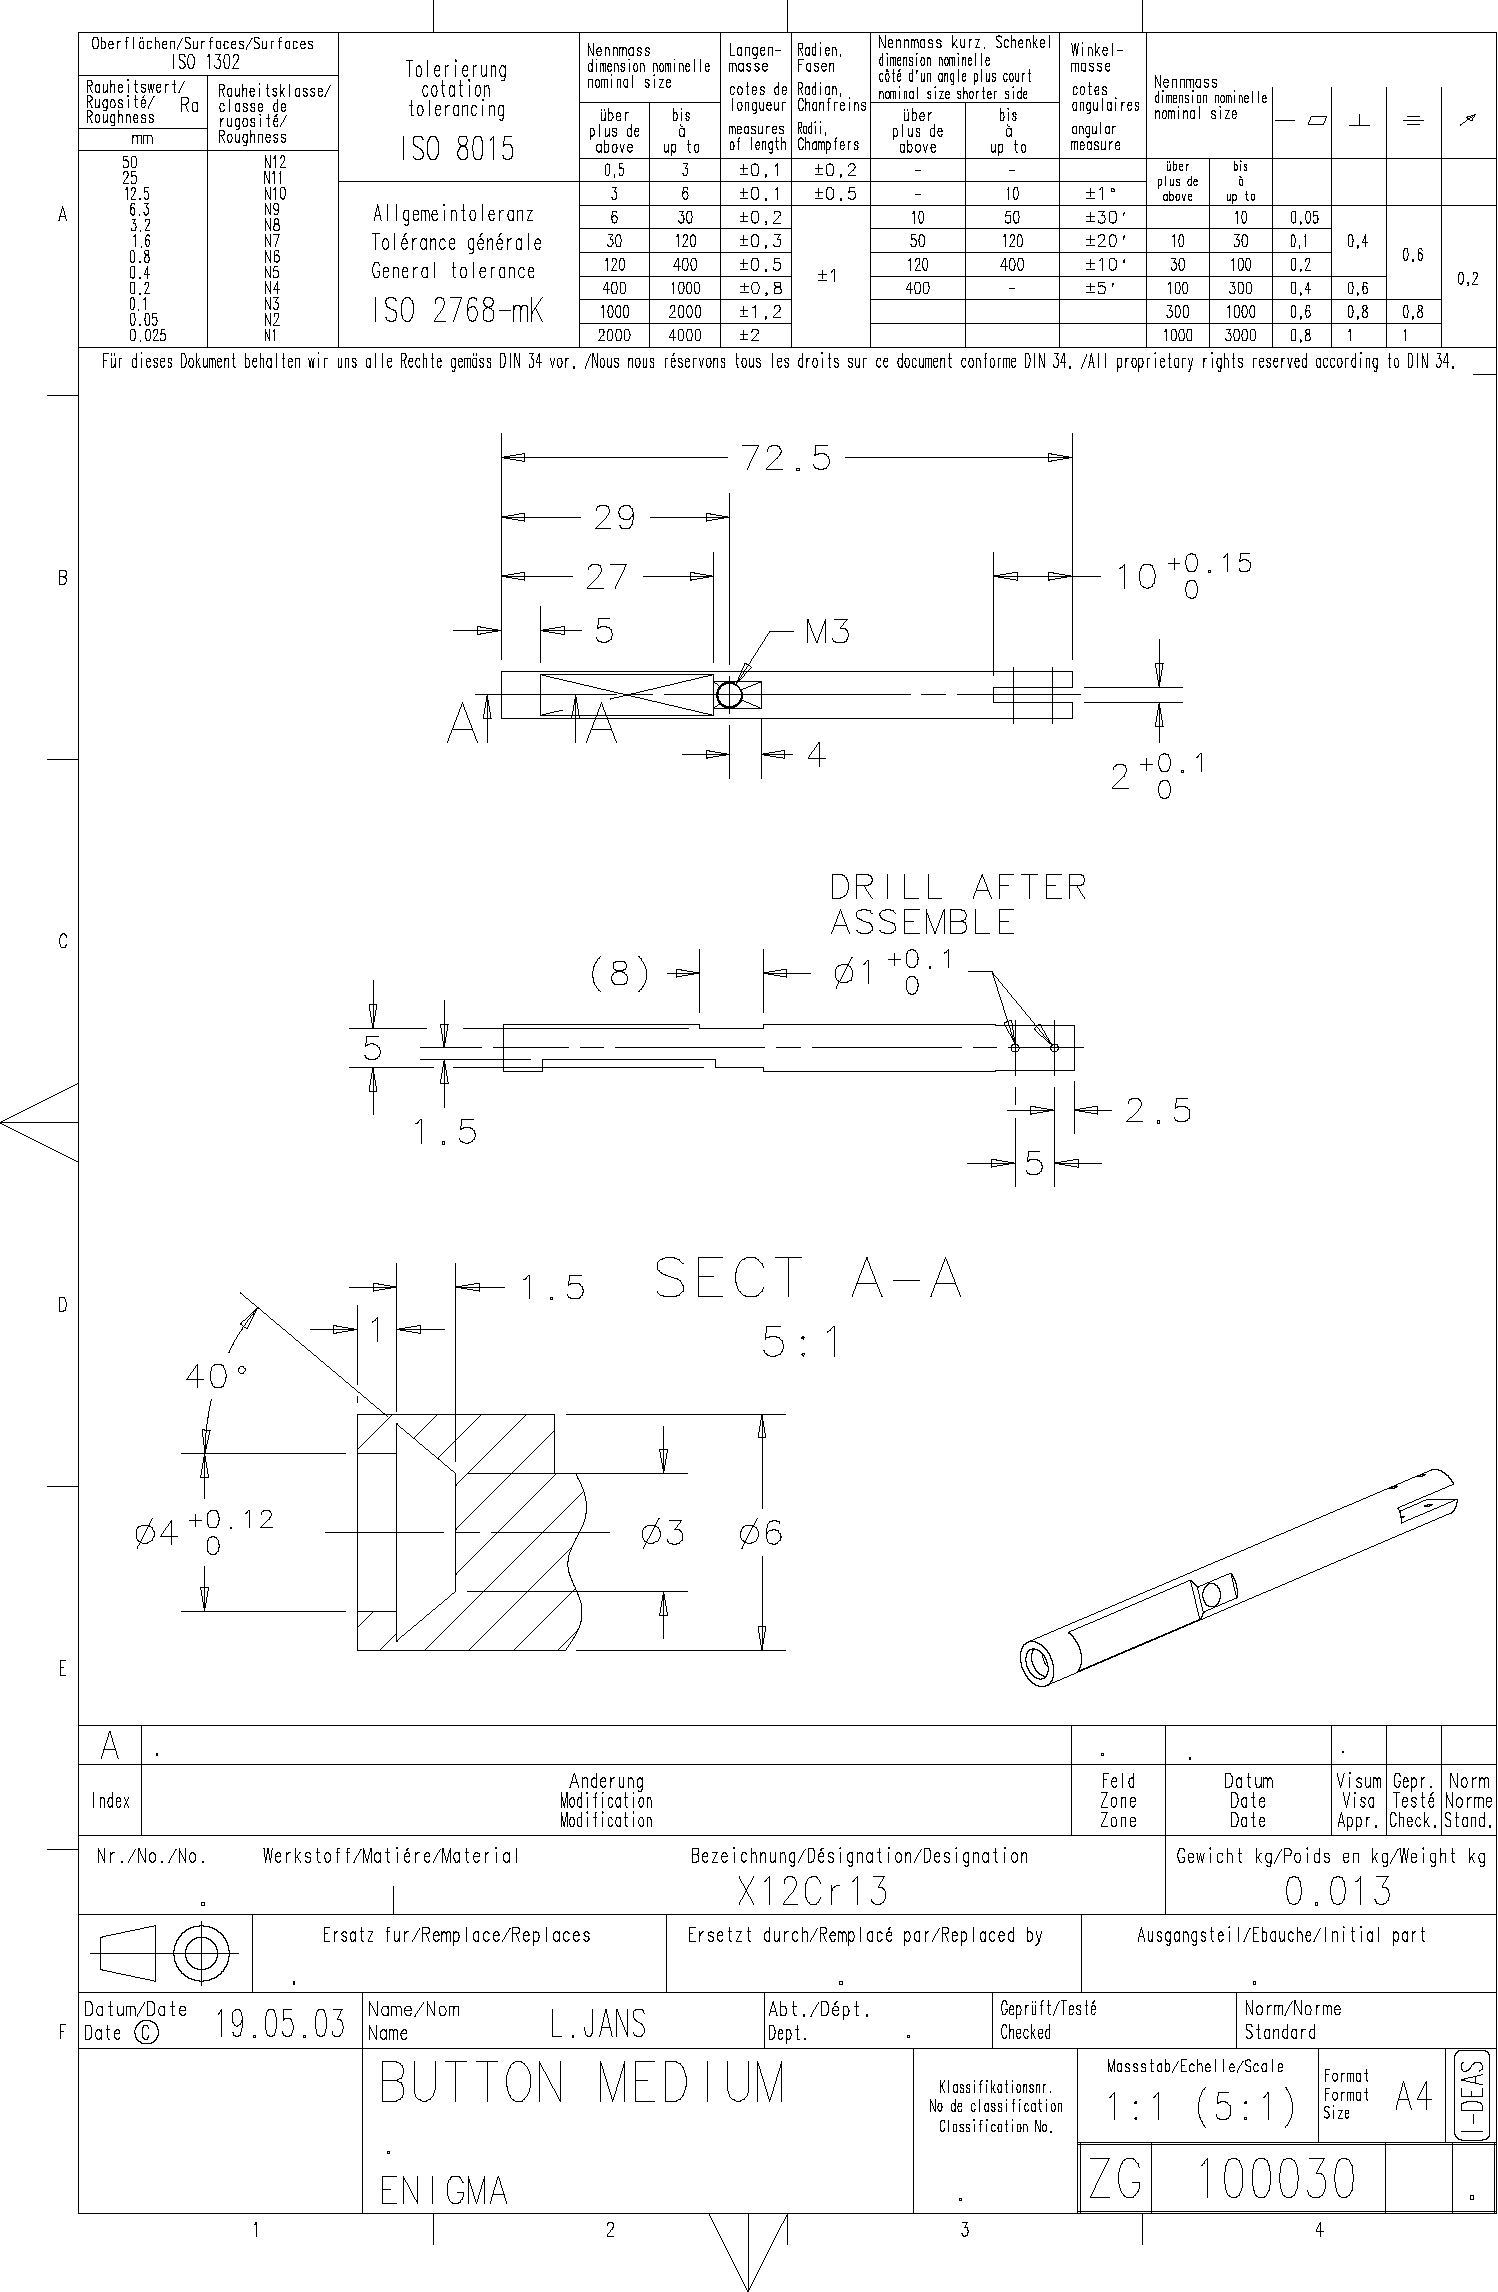 Oberflächen/Surfaces/Surfaces
ISO 1302
Rauheitswert/
Rugosité/ Ra
Roughness
mm
Rauheitsklasse/
classe de
rugosité/
Roughness
50 N12
25 N11
12.5 N10
6.3 N9
3.2 N8
1.6 N7
0.8 N6
0.4 N5
0.2 N4
0.1 N3
0.05 N2
0.025 N1
Tolerierung
cotation
tolerancing
ISO 8015
Allgemeintoleranz
Tolérance générale
General tolerance
ISO 2768-mK
Nennmass
dimension nominelle
nominal size
über
plus de
above
bis
à
up to
Langen-
masse
cotes de
longueur
measures
of length
Radien,
Fasen
Radian,
Chanfreins
Radii,
Chamfers
Nennmass kurz. Schenkel
dimension nominelle
côté d'un angle plus court
nominal size shorter side
über
plus de
above
bis
à
up to
Winkel-
masse
cotes
angulaires
angular
measure
0,5 3 ±0,1 ±0,2 - -
3 6 ±0,1 ±0,5 - 10 ±1°
6 30 ±0,2 10 50 ±30'
30 120 ±0,3 50 120 ±20'
120 400 ±0,5 ±1 120 400 ±10'
400 1000 ±0,8 400 - ±5'
1000 2000 ±1,2
2000 4000 ±2
Nennmass
dimension nominelle
nominal size
über
plus de
above
bis
à
up to
10 0,05
10 30 0,1 0,4
30 100 0,2 0,6
100 300 0,4 0,6 0,2
300 1000 0,6 0,8 0,8
1000 3000 0,8 1 1
Für dieses Dokument behalten wir uns alle Rechte gemäss DIN 34 vor. /Nous nous réservons tous les droits sur ce document conforme DIN 34. /All proprietary rights reserved according to DIN 34.
A
B
C
D
E
F
72.5
29
27
10 +0.15
0
5
M3
A
A
4
2 +0.1
0
DRILL AFTER
ASSEMBLE
(8)
Ø1 +0.1
0
5
1.5
2.5
5
SECT A-A
5:1
1.5
1
40°
Ø4 +0.12
0
Ø3
Ø6
A . . . .
Index
Anderung
Modification
Modification
Feld
Zone
Zone
Datum
Date
Date
Visum
Visa
Appr.
Gepr.
Testé
Check.
Norm
Norme
Stand.
Nr./No./No.
.
Werkstoff/Matiére/Material
Bezeichnung/Désignation/Designation
X12Cr13
Gewicht kg/Poids en kg/Weight kg
0.013
Ersatz fur/Remplace/Replaces
.
Ersetzt durch/Remplacé par/Replaced by
.
Ausgangsteil/Ebauche/Initial part
.
Datum/Date
Date © 19.05.03
Name/Nom
Name
L.JANS
Abt./Dépt.
Dept. .
Geprüft/Testé
Checked
Norm/Norme
Standard
BUTTON MEDIUM
.
ENIGMA
Klassifikationsnr.
No de classification
Classification No.
.
Massstab/Echelle/Scale
1:1 (5:1)
Format
Format
Size
A4
I-DEAS
ZG 100030 .
1 2 3 4